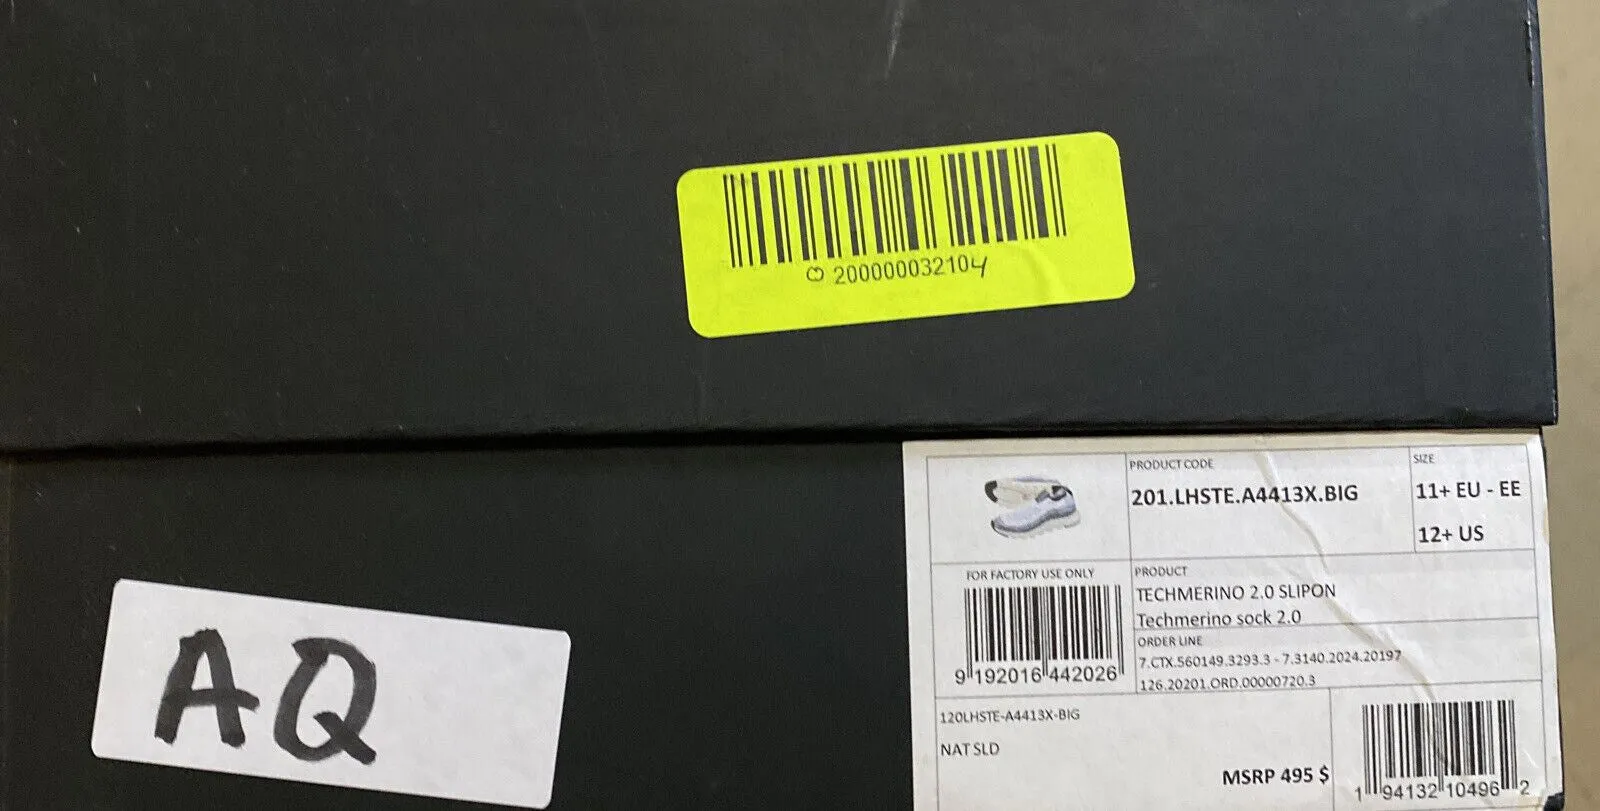 200000032104
AQ
PRODUCT CODE
201.LHSTE.A4413X.BIG
SIZE
11+ EU - EE
12+ US
FOR FACTORY USE ONLY
9 192016 442026
PRODUCT
TECHMERINO 2.0 SLIPON
Techmerino sock 2.0
ORDER LINE
7.CTX.560149.3293.3 - 7.3140.2024.20197
126.20201.ORD.00000720.3
120LHSTE-A4413X-BIG
NAT SLD
MSRP 495 $
1 94132 10496 2